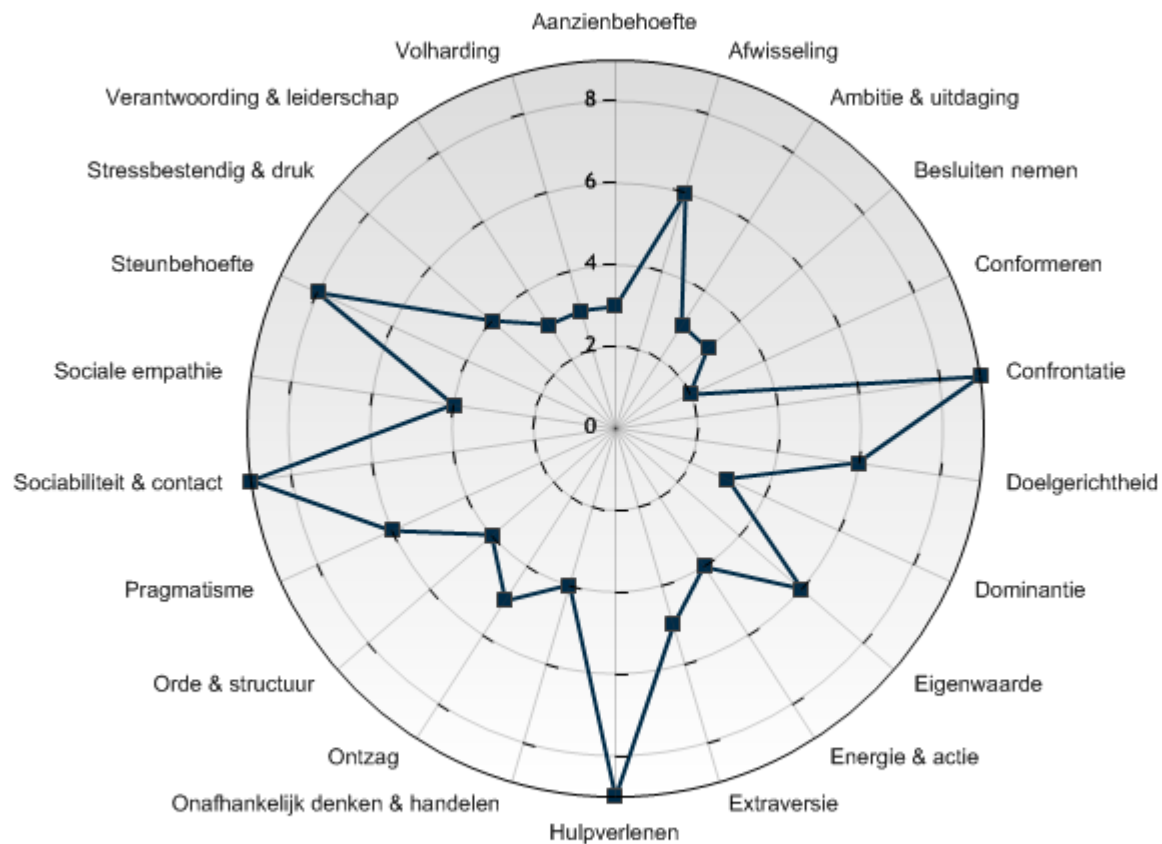 Aanzienbehoefte
Volharding
Afwisseling
Verantwoording & leiderschap
8
Ambitie & uitdaging
Stressbestendig & druk
6
Besluiten nemen
Steunbehoefte
4
Conformeren
2
Sociale empathie
Confrontatie
0
Sociabiliteit & contact
Doelgerichtheid
Pragmatisme
Dominantie
Orde & structuur
Eigenwaarde
Ontzag
Energie & actie
Onafhankelijk denken & handelen
Extraversie
Hulpverlenen